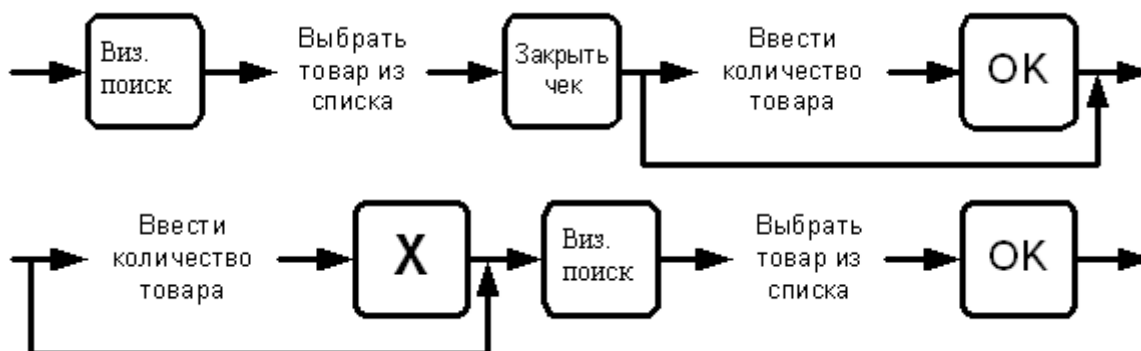 Виз.
поиск
Выбрать
товар из
списка
Закрыть
чек
Ввести
количество
товара
OK
Ввести
количество
товара
X
Виз.
поиск
Выбрать
товар из
списка
OK